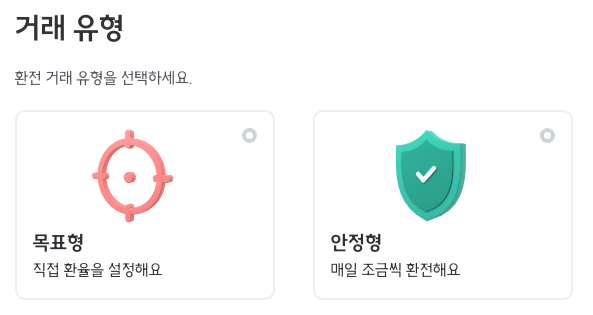 거래 유형
환전 거래 유형을 선택하세요.
목표형
직접 환율을 설정해요
안정형
매일 조금씩 환전해요